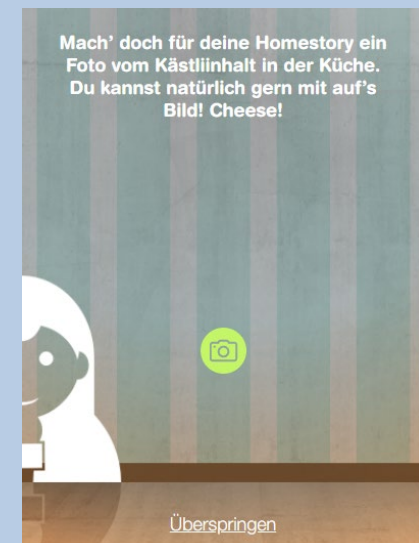 Mach’ doch für deine Homestory ein
Foto vom Kästliinhalt in der Küche.
Du kannst natürlich gern mit auf’s
Bild! Cheese!
Überspringen